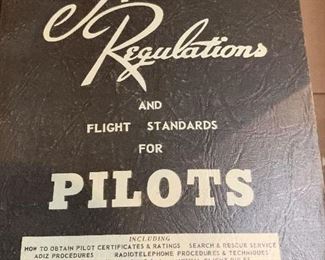 Regulations
AND
FLIGHT STANDARDS
FOR
PILOTS
INCLUDING
HOW TO OBTAIN PILOT CERTIFICATES & RATINGS SEARCH & RESCUE SERVICE
ADIZ PROCEDURES RADIOTELEPHONE PROCEDURES & TECHNIQUES